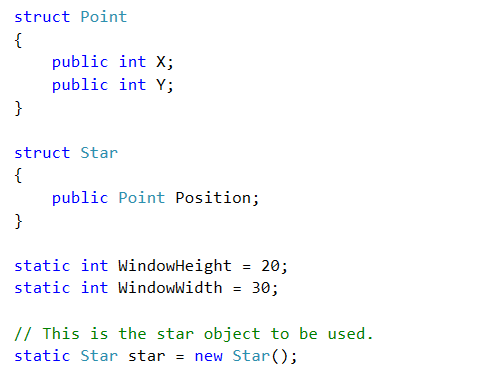 struct Point
{
    public int X;
    public int Y;
}

struct Star
{
    public Point Position;
}

static int WindowHeight = 20;
static int WindowWidth = 30;

// This is the star object to be used.
static Star star = new Star();